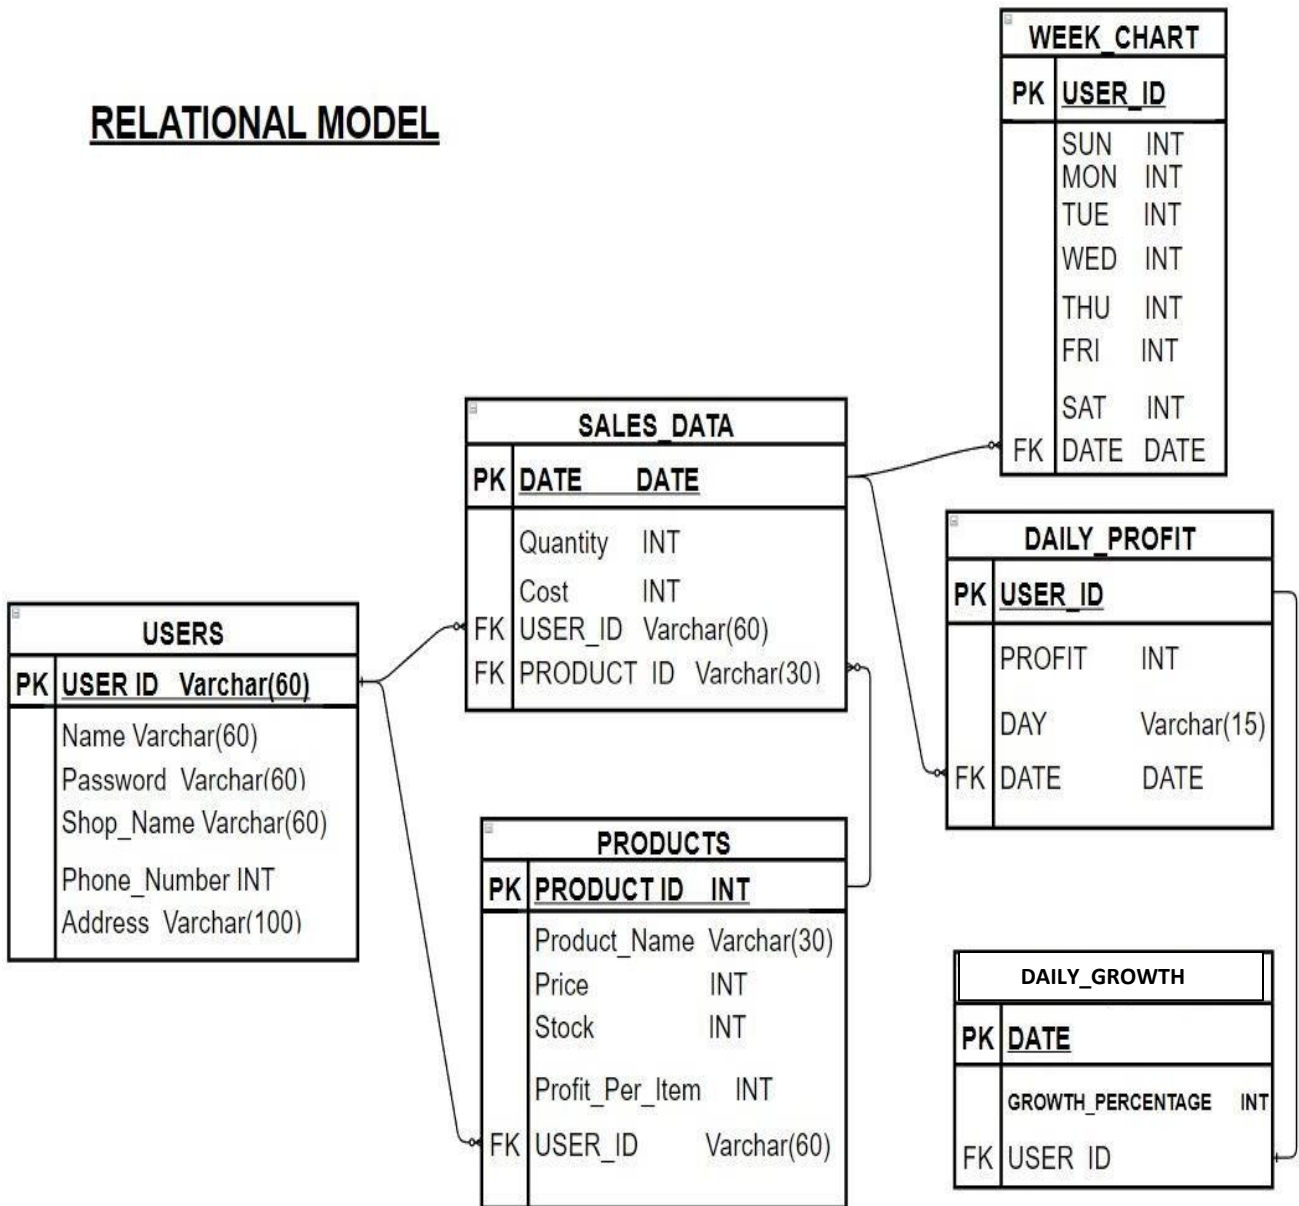 RELATIONAL MODEL
WEEK_CHART
PK USER_ID
SUN INT
MON INT
TUE INT
WED INT
THU INT
FRI INT
SAT INT
FK DATE DATE
SALES_DATA
PK DATE DATE
Quantity INT
Cost INT
FK USER_ID Varchar(60)
FK PRODUCT ID Varchar(30)
DAILY_PROFIT
PK USER_ID
PROFIT INT
DAY Varchar(15)
FK DATE DATE
USERS
PK USER ID Varchar(60)
Name Varchar(60)
Password Varchar(60)
Shop_Name Varchar(60)
Phone_Number INT
Address Varchar(100)
PRODUCTS
PK PRODUCT ID INT
Product_Name Varchar(30)
Price INT
Stock INT
Profit_Per_Item INT
FK USER_ID Varchar(60)
DAILY_GROWTH
PK DATE
GROWTH_PERCENTAGE INT
FK USER ID